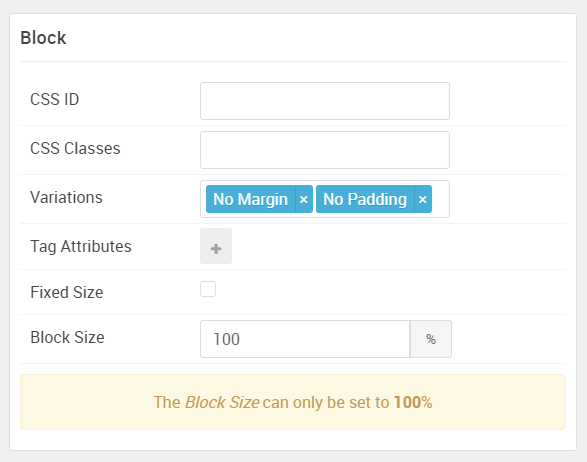 Block
CSS ID
CSS Classes
Variations No Margin × No Padding ×
Tag Attributes +
Fixed Size
Block Size 100 %
The Block Size can only be set to 100%